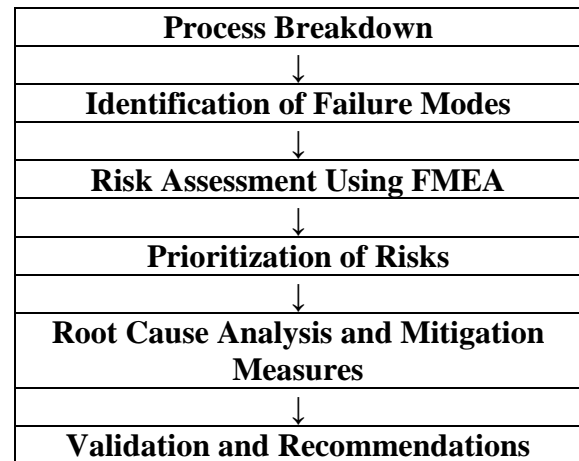 Process Breakdown
↓
Identification of Failure Modes
↓
Risk Assessment Using FMEA
↓
Prioritization of Risks
↓
Root Cause Analysis and Mitigation
Measures
↓
Validation and Recommendations